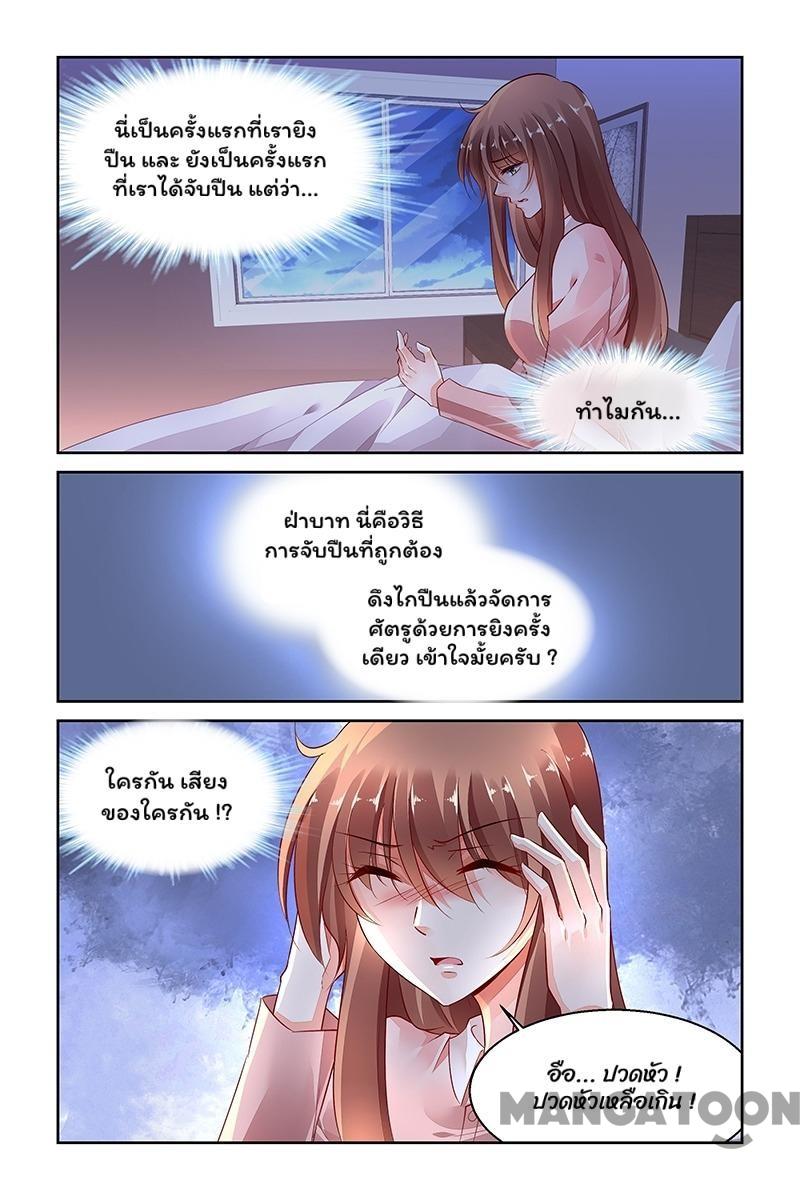 นี่เป็นครั้งแรกที่เรายิง
ปืน และ ยังเป็นครั้งแรก
ที่เราได้จับปืน แต่ว่า...
ทำไมกัน...
ฝ่าบาท นี่คือวิธี
การจับปืนที่ถูกต้อง
ดึงไกปืนแล้วจัดการ
ศัตรูด้วยการยิงครั้ง
เดียว เข้าใจมั้ยครับ ?
ใครกัน เสียง
ของใครกัน !?
อือ... ปวดหัว !
ปวดหัวเหลือเกิน !
MANGATOON